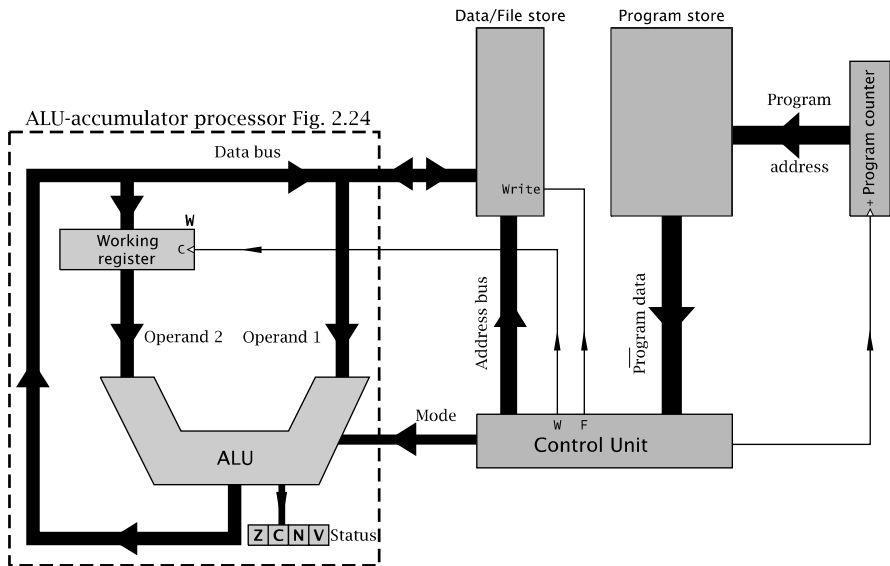 Data/File store
Program store
ALU-accumulator processor Fig. 2.24
Data bus
Program
address
+ Program counter
Write
W
Working
register
C
Operand 2
Operand 1
Address bus
Program data
Mode
W F
Control Unit
ALU
Z C N V Status